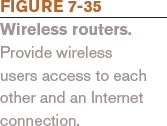 FIGURE 7-35
Wireless routers.
Provide wireless
users access to each
other and an Internet
connection.